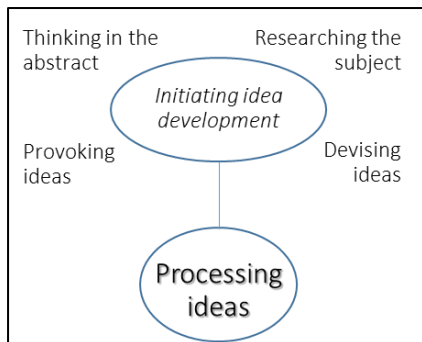 Thinking in the
abstract
Researching the
subject
Initiating idea
development
Provoking
ideas
Devising
ideas
Processing
ideas